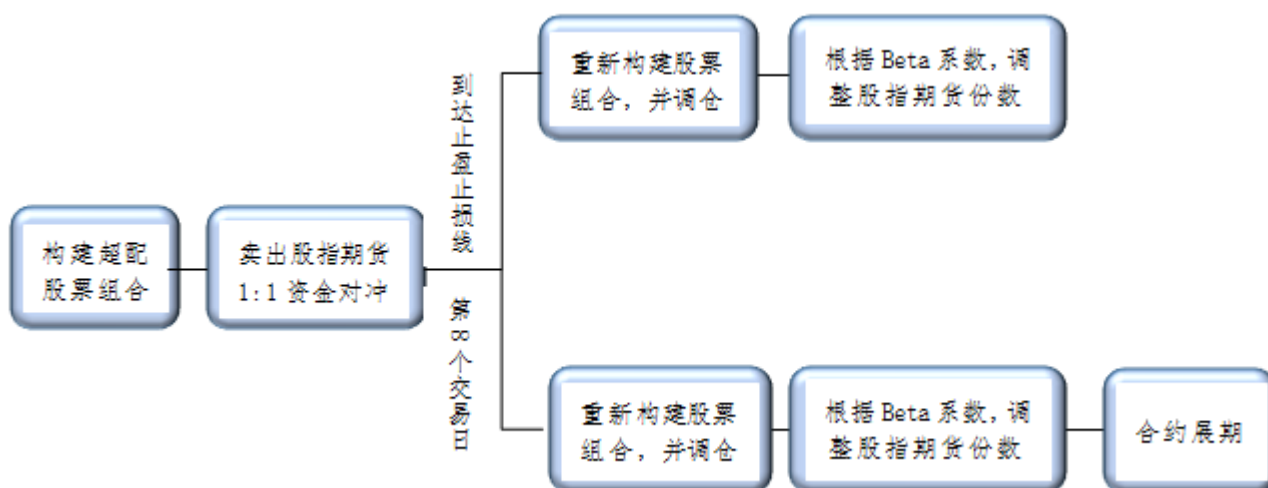 构建超配
股票组合
卖出股指期货
1:1资金对冲
到达止盈止损线
第8个交易日
重新构建股票
组合，并调仓
根据Beta系数，调
整股指期货份数
重新构建股票
组合，并调仓
根据Beta系数，调
整股指期货份数
合约展期